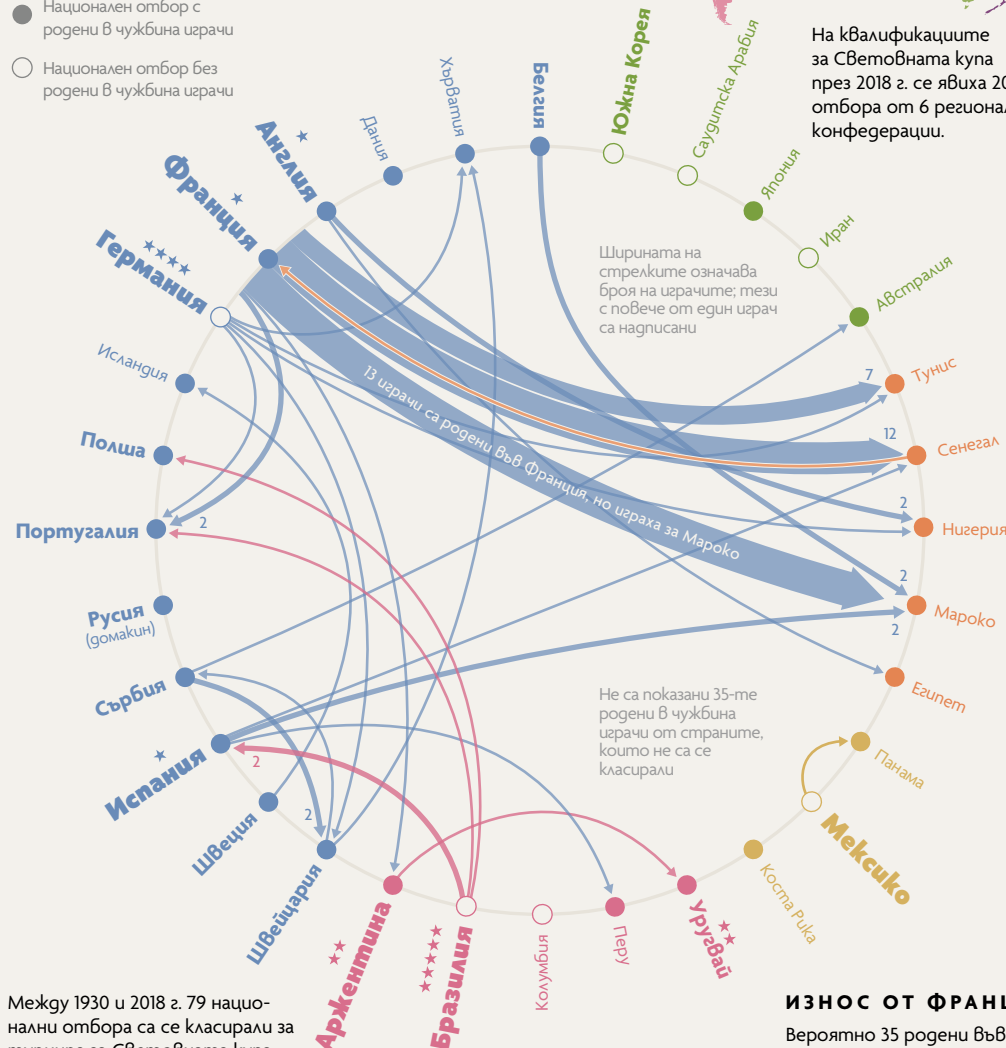 Национален отбор с
родени в чужбина играчи
Национален отбор без
родени в чужбина играчи
На квалификациите
за Световната купа
през 2018 г. се явиха 20
отбора от 6 регионал
конфедерации.
Белгия
Южна Корея
Саудитска Арабия
Япония
Иран
Австралия
Тунис
Сенегал
Нигерия
Мароко
Египет
Панама
Мексико
Коста Рика
Уругвай
Перу
Колумбия
Бразилия
Аржентина
Швейцария
Швеция
Испания
Сърбия
Русия
(домакин)
Португалия
Полша
Исландия
Германия
Франция
Англия
Дания
Хърватия
Ширината на
стрелките означава
броя на играчите; тези
с повече от един играч
са надписани
13 играчи са родени във Франция, но играха за Мароко
7
12
2
2
2
2
2
2
Не са показани 35-те
родени в чужбина
играчи от страните,
които не са се
класирали
Между 1930 и 2018 г. 79 нацио-
нални отбора са се класирали за
ИЗНОС ОТ ФРАНЦ
Вероятно 35 родени във